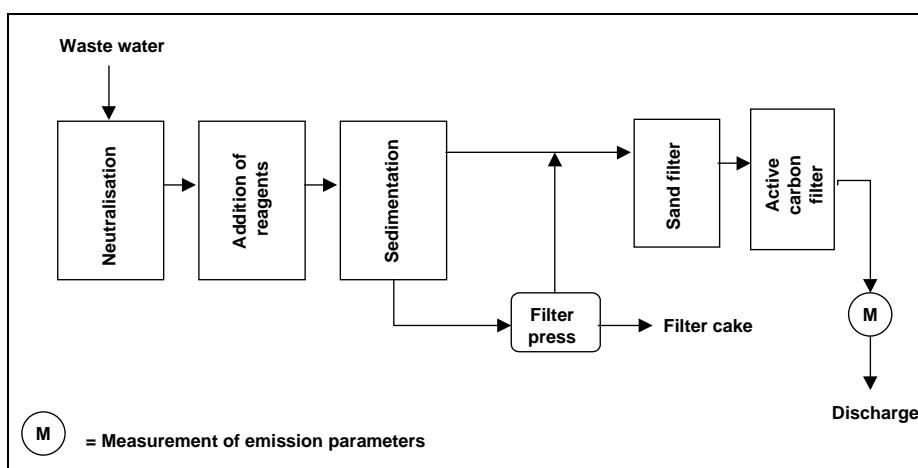 Waste water
Neutralisation
Addition of
reagents
Sedimentation
Sand filter
Active
carbon
filter
Filter
press
Filter cake
M
Discharge
M
= Measurement of emission parameters